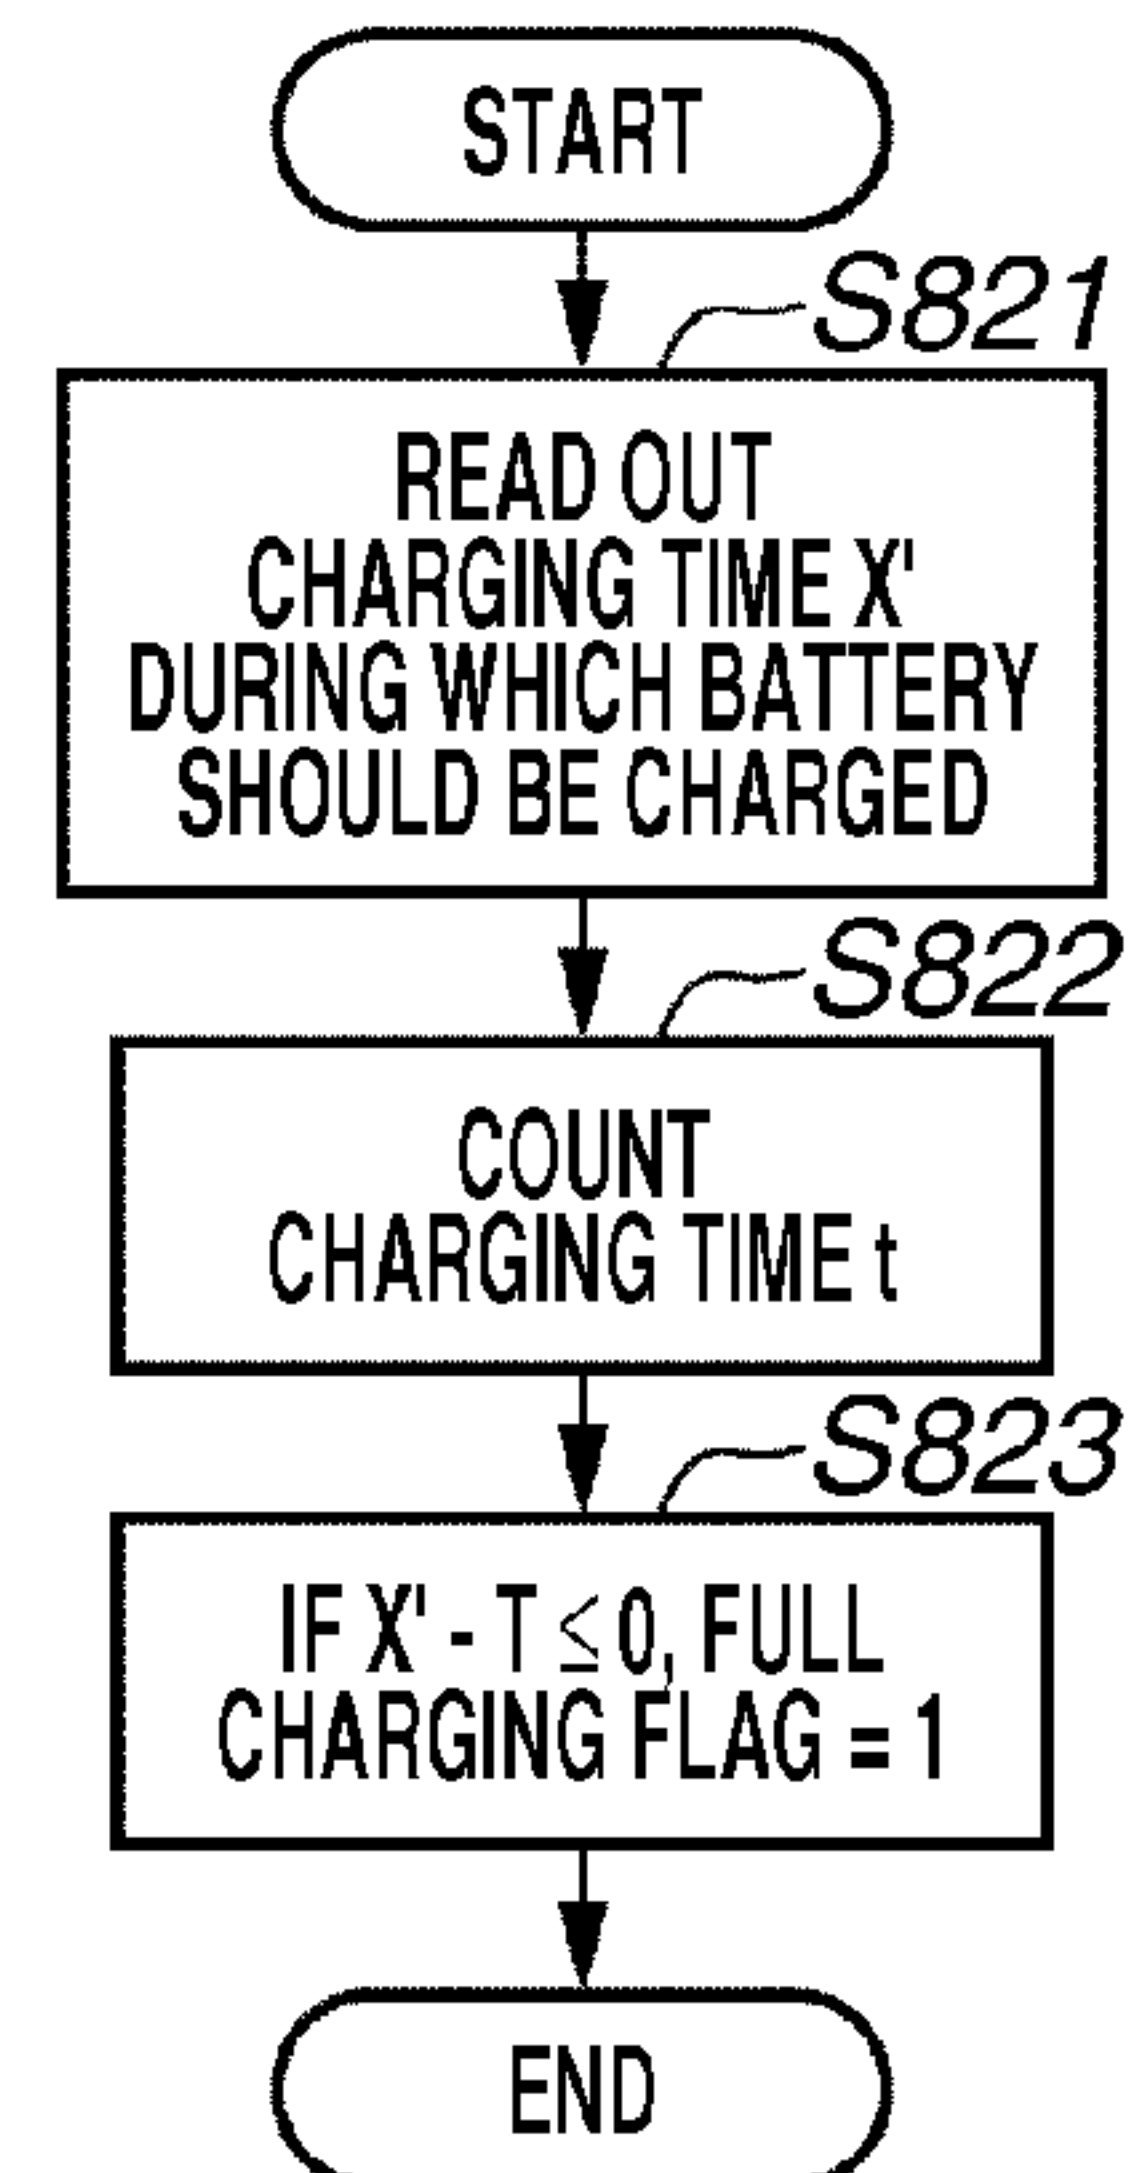 START
S821
READ OUT
CHARGING TIME X'
DURING WHICH BATTERY
SHOULD BE CHARGED
S822
COUNT
CHARGING TIME t
S823
IF X' - T ≤ 0, FULL
CHARGING FLAG = 1
END